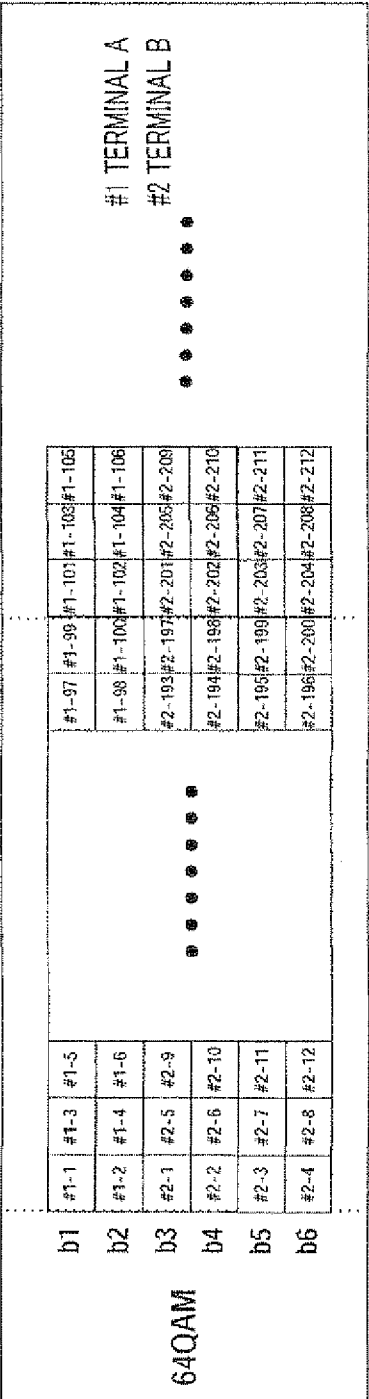 64QAM
b1 #1-1 #1-3 #1-5 #1-97 #1-99 #1-101 #1-103 #1-105
b2 #1-2 #1-4 #1-6 #1-98 #1-100 #1-102 #1-104 #1-106
b3 #2-1 #2-5 #2-9 #2-193 #2-197 #2-201 #2-205 #2-209
b4 #2-2 #2-6 #2-10 #2-194 #2-198 #2-202 #2-206 #2-210
b5 #2-3 #2-7 #2-11 #2-195 #2-199 #2-203 #2-207 #2-211
b6 #2-4 #2-8 #2-12 #2-196 #2-200 #2-204 #2-208 #2-212
#1 TERMINAL A
#2 TERMINAL B